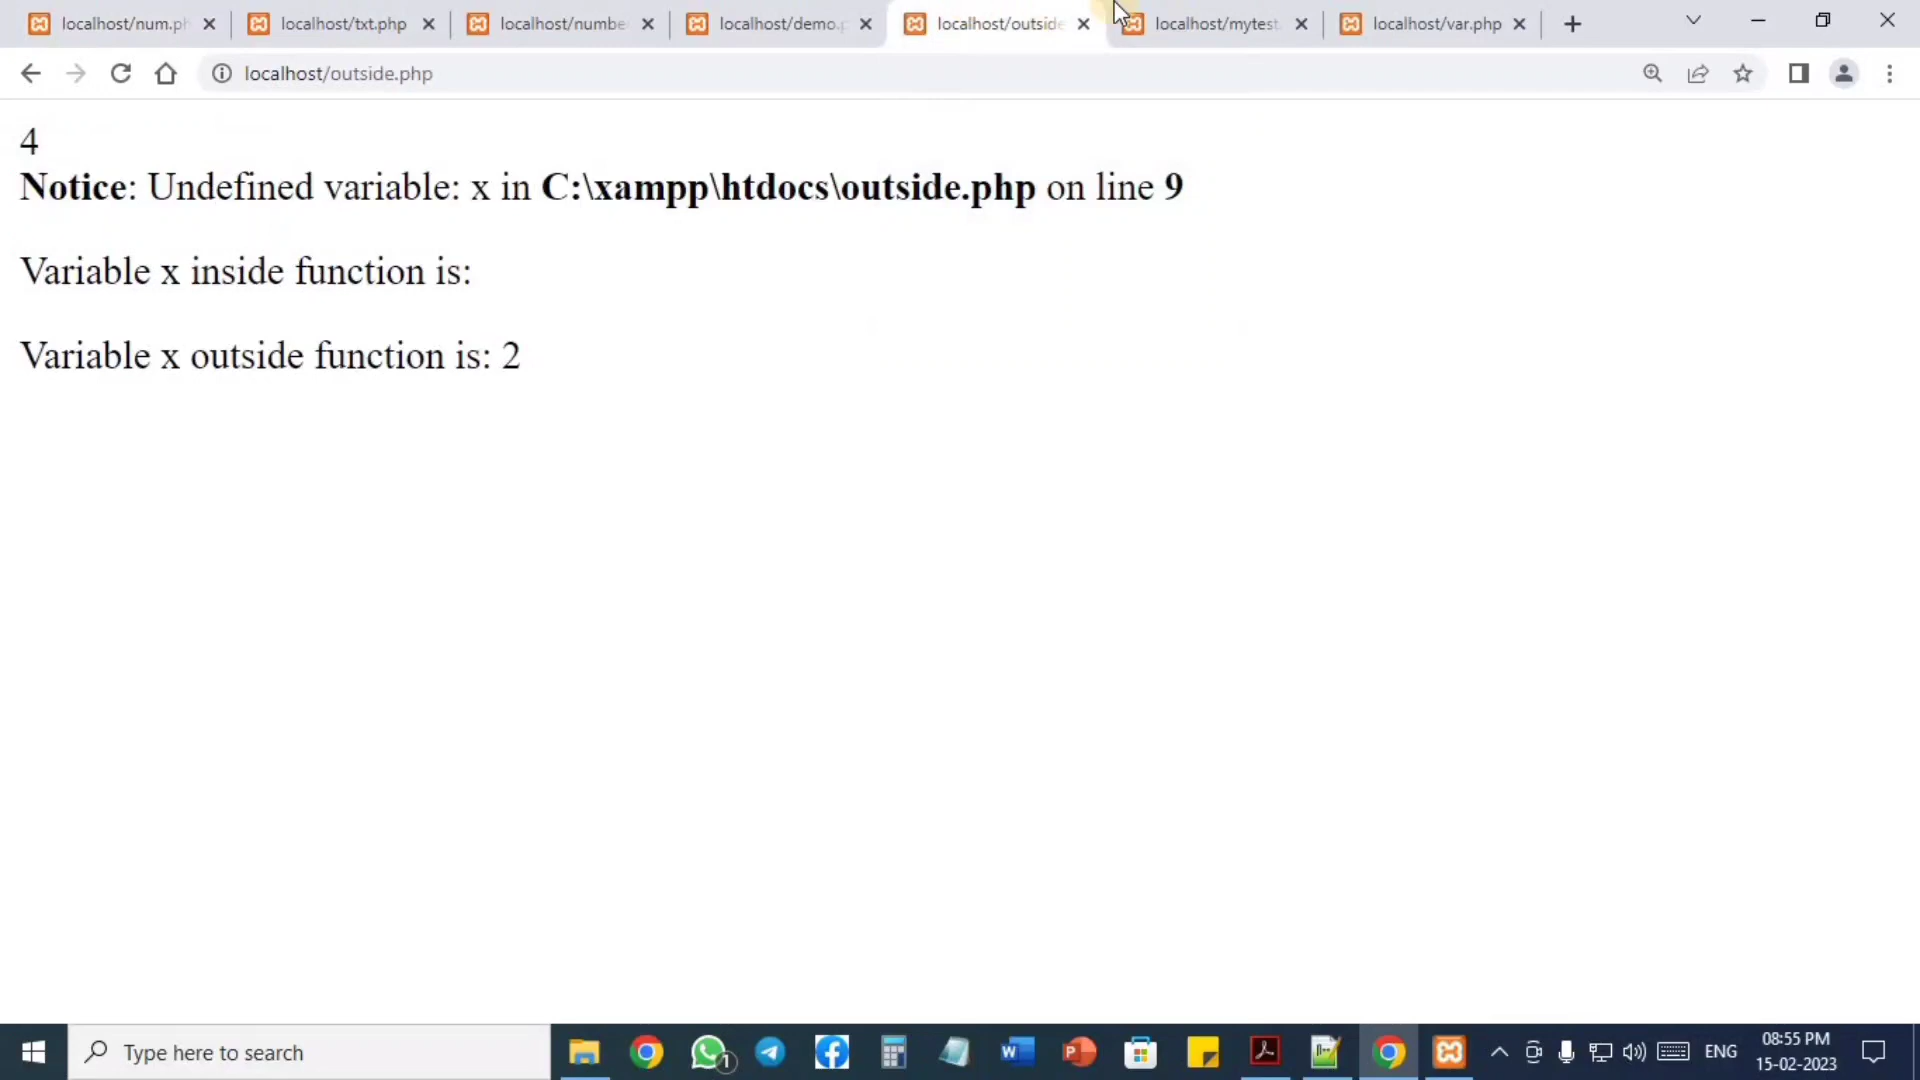 localhost/num.ph
localhost/txt.php
localhost/numbe
localhost/demo.p
localhost/outside
localhost/mytest
localhost/var.php
localhost/outside.php
4
Notice: Undefined variable: x in C:\xampp\htdocs\outside.php on line 9
Variable x inside function is:
Variable x outside function is: 2
Type here to search
1
ENG
08:55 PM
15-02-2023